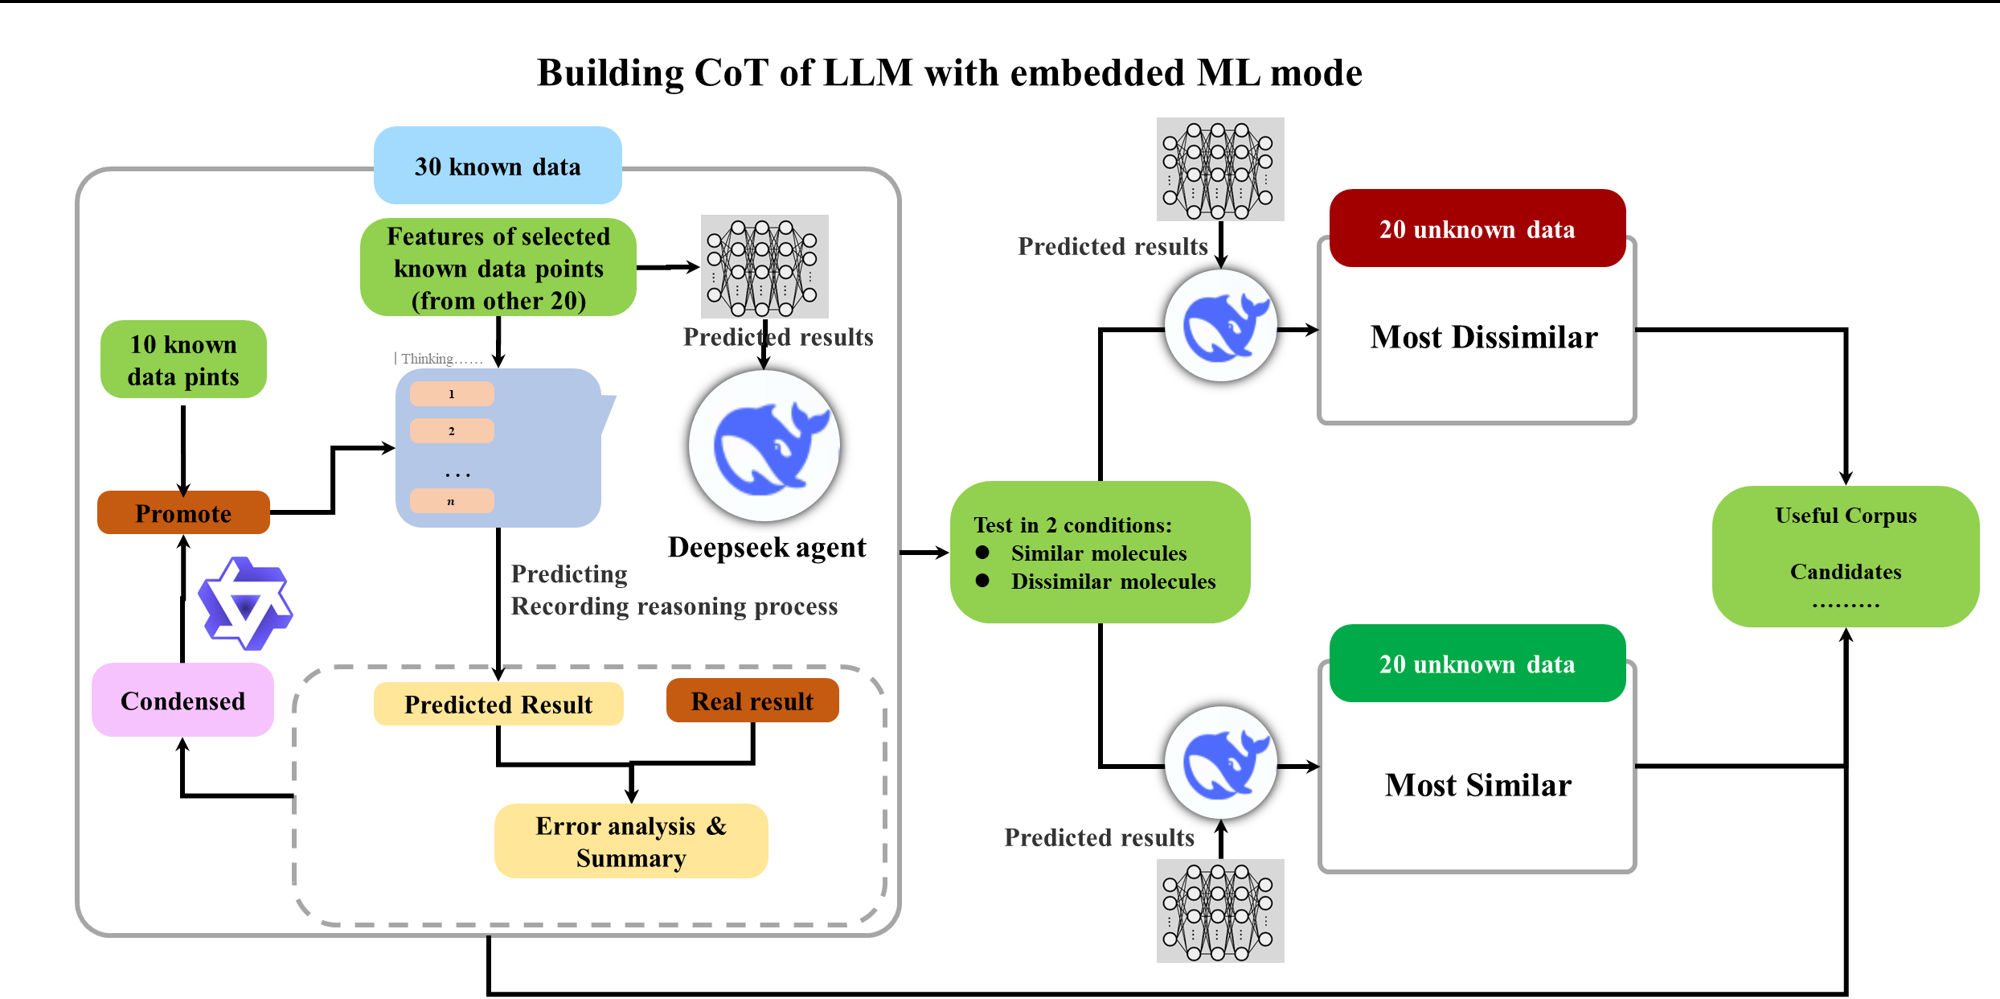 Building CoT of LLM with embedded ML mode
30 known data
Features of selected
known data points
(from other 20)
Predicted results
10 known
data pints
| Thinking……
1
2
...
n
Promote
Deepseek agent
Predicting
Recording reasoning process
Condensed
Predicted Result
Real result
Error analysis &
Summary
Test in 2 conditions:
● Similar molecules
● Dissimilar molecules
Predicted results
20 unknown data
Most Dissimilar
20 unknown data
Most Similar
Predicted results
Useful Corpus
Candidates
………